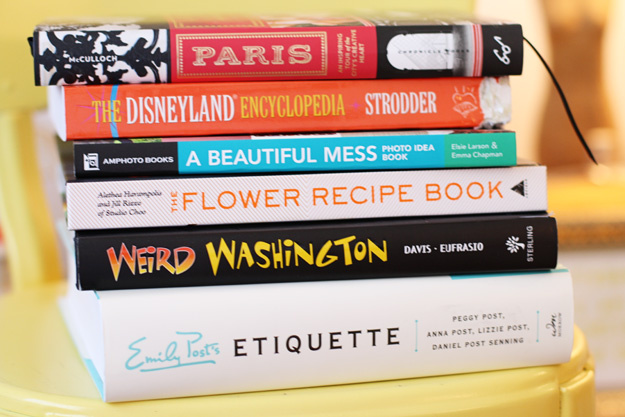 McCULLOCH
PARIS
AN INSPIRING
TOUR of the
CITY'S CREATIVE
HEART
CHRONICLE BOOKS
THE DISNEYLAND ENCYCLOPEDIA STRODDER
AMPHOTO BOOKS
A BEAUTIFUL MESS
PHOTO IDEA
BOOK
Elsie Larson &
Emma Chapman
Alethea Harampolis
and Jill Rizzo
of Studio Choo
THE FLOWER RECIPE BOOK
WEIRD WASHINGTON
DAVIS · EUFRASIO
STERLING
Emily Post's
ETIQUETTE
PEGGY POST,
ANNA POST, LIZZIE POST,
DANIEL POST SENNING